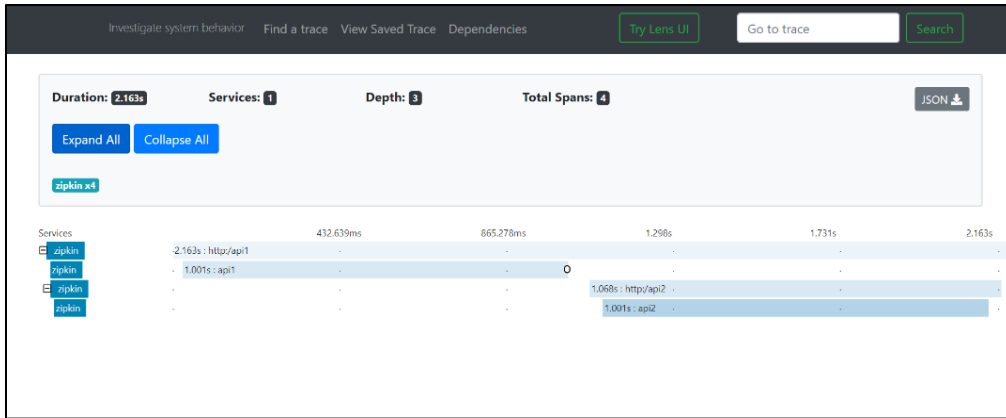 Investigate system behavior Find a trace View Saved Trace Dependencies Try Lens UI Go to trace Search
Duration: 2.163s Services: 1 Depth: 3 Total Spans: 4 JSON
Expand All Collapse All
zipkin x4
Services 432.639ms 865.278ms 1.298s 1.731s 2.163s
zipkin 2.163s : http:/api1
zipkin 1.001s : api1
zipkin 1.068s : http:/api2
zipkin 1.001s : api2